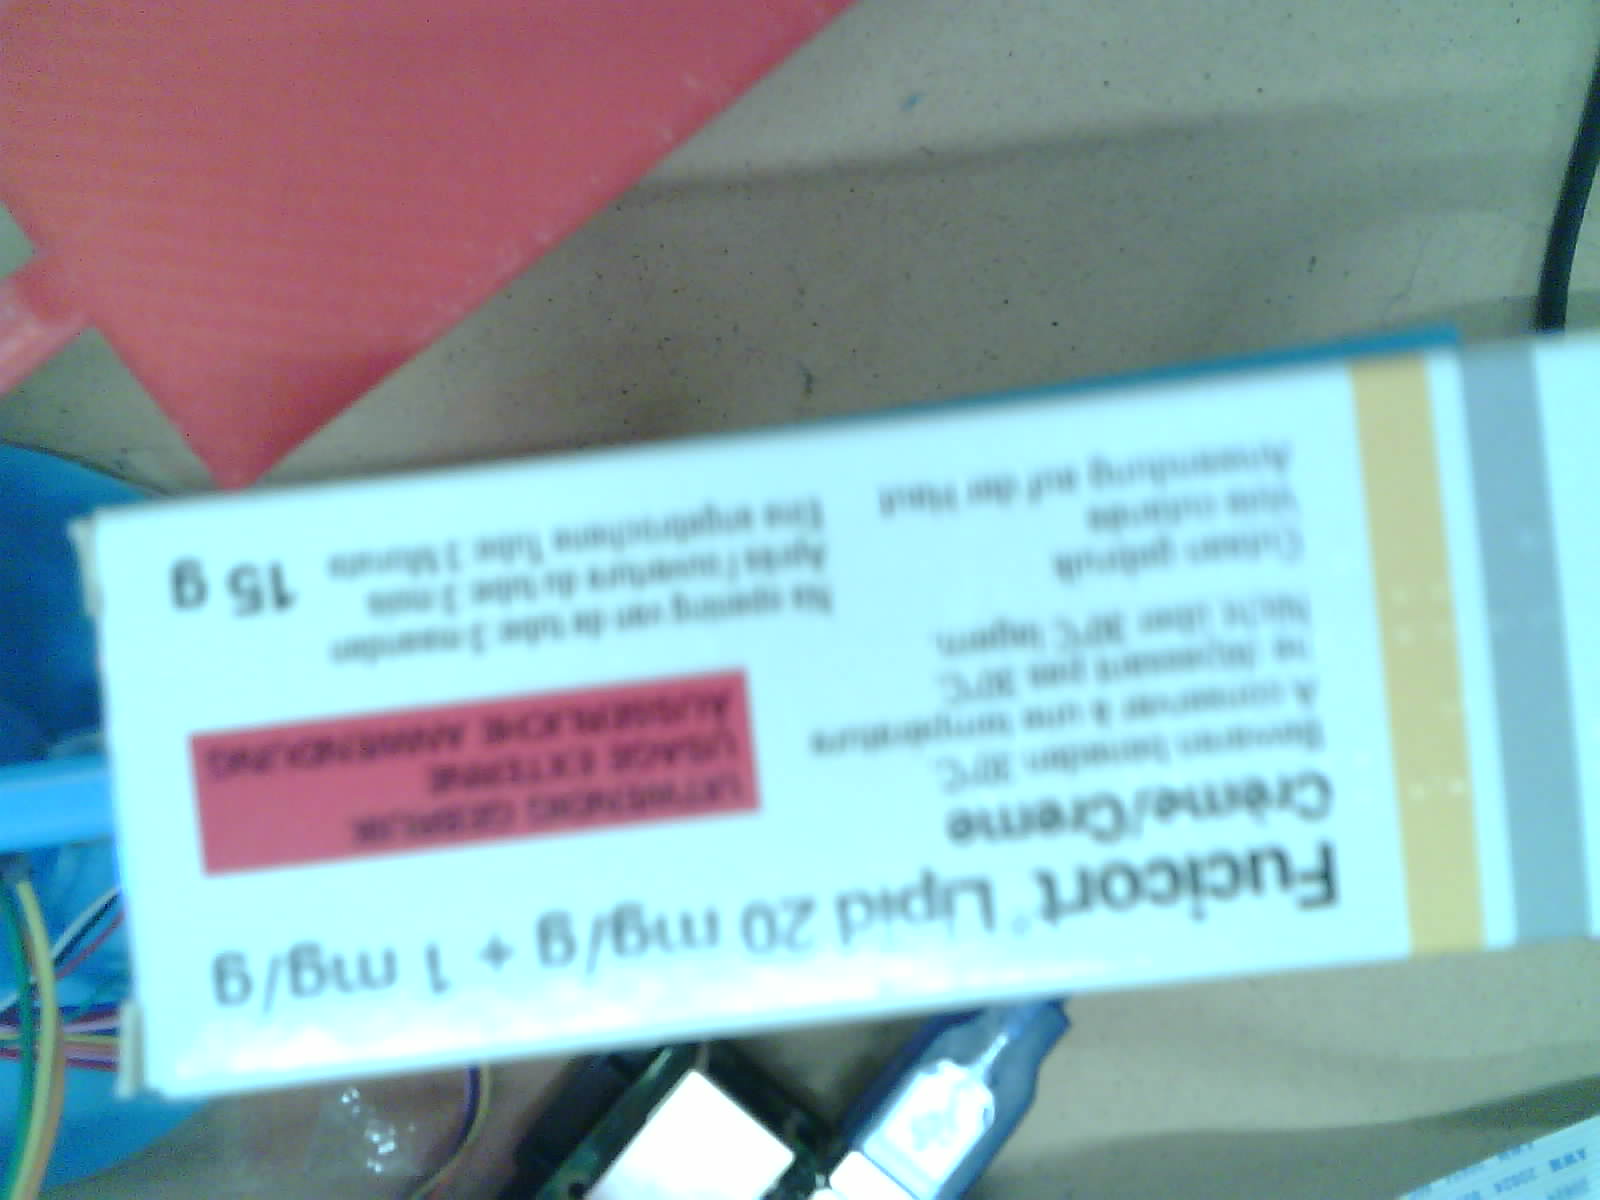 Fucicort® Lipid 20 mg/g + 1 mg/g
Crème/Creme
Bewaren beneden 30°C.
A conserver à une température
ne dépassant pas 30°C.
Nicht über 30°C lagern.
Cutaan gebruik
Voie cutanée
Anwendung auf der Haut
UITWENDIG GEBRUIK
USAGE EXTERNE
ÄUSSERLICHE ANWENDUNG
Na opening van de tube: 3 maanden
Après l'ouverture du tube: 3 mois
Die angebrochene Tube: 3 Monate
15 g